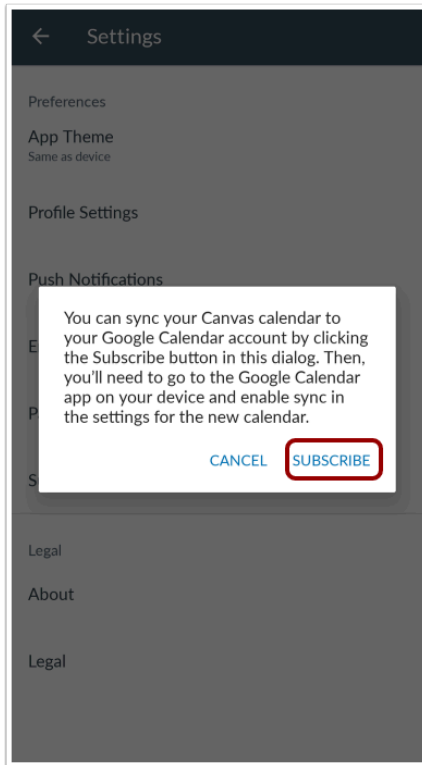 Settings
Preferences
App Theme
Same as device
Profile Settings
Push Notifications
You can sync your Canvas calendar to
your Google Calendar account by clicking
the Subscribe button in this dialog. Then,
you'll need to go to the Google Calendar
app on your device and enable sync in
the settings for the new calendar.
CANCEL SUBSCRIBE
Legal
About
Legal